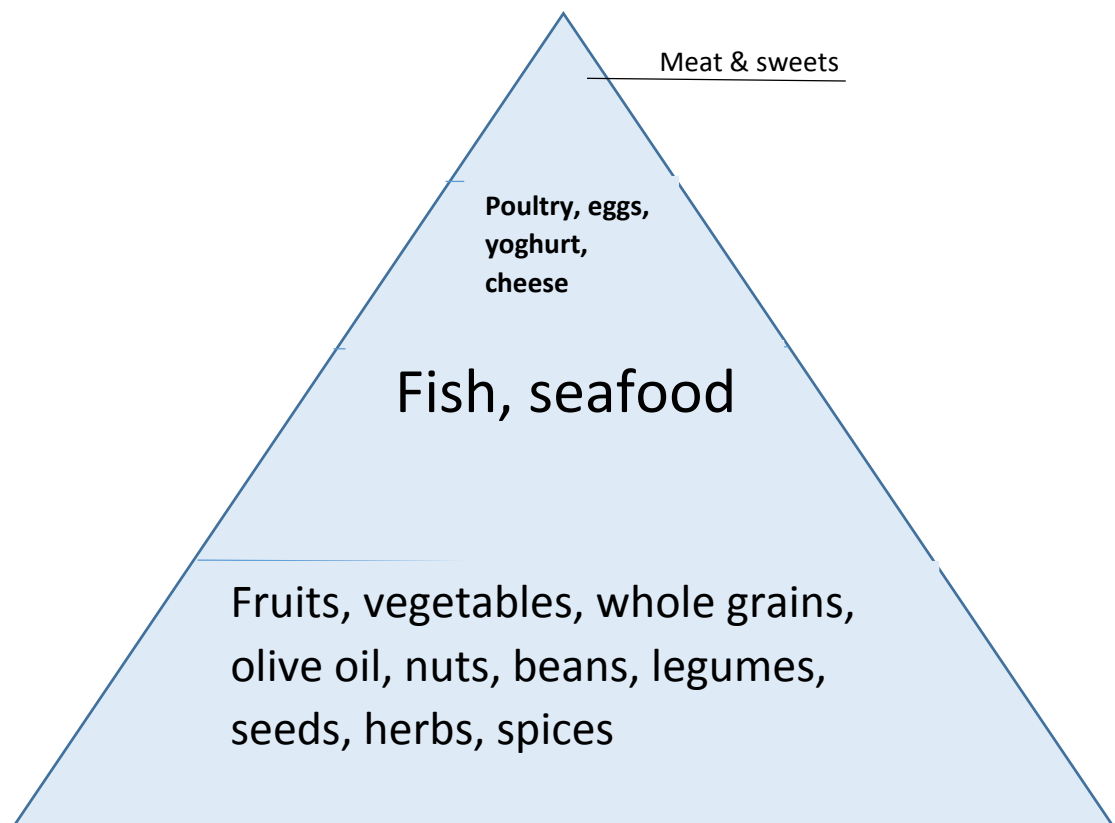 Meat & sweets
Poultry, eggs,
yoghurt,
cheese
Fish, seafood
Fruits, vegetables, whole grains,
olive oil, nuts, beans, legumes,
seeds, herbs, spices